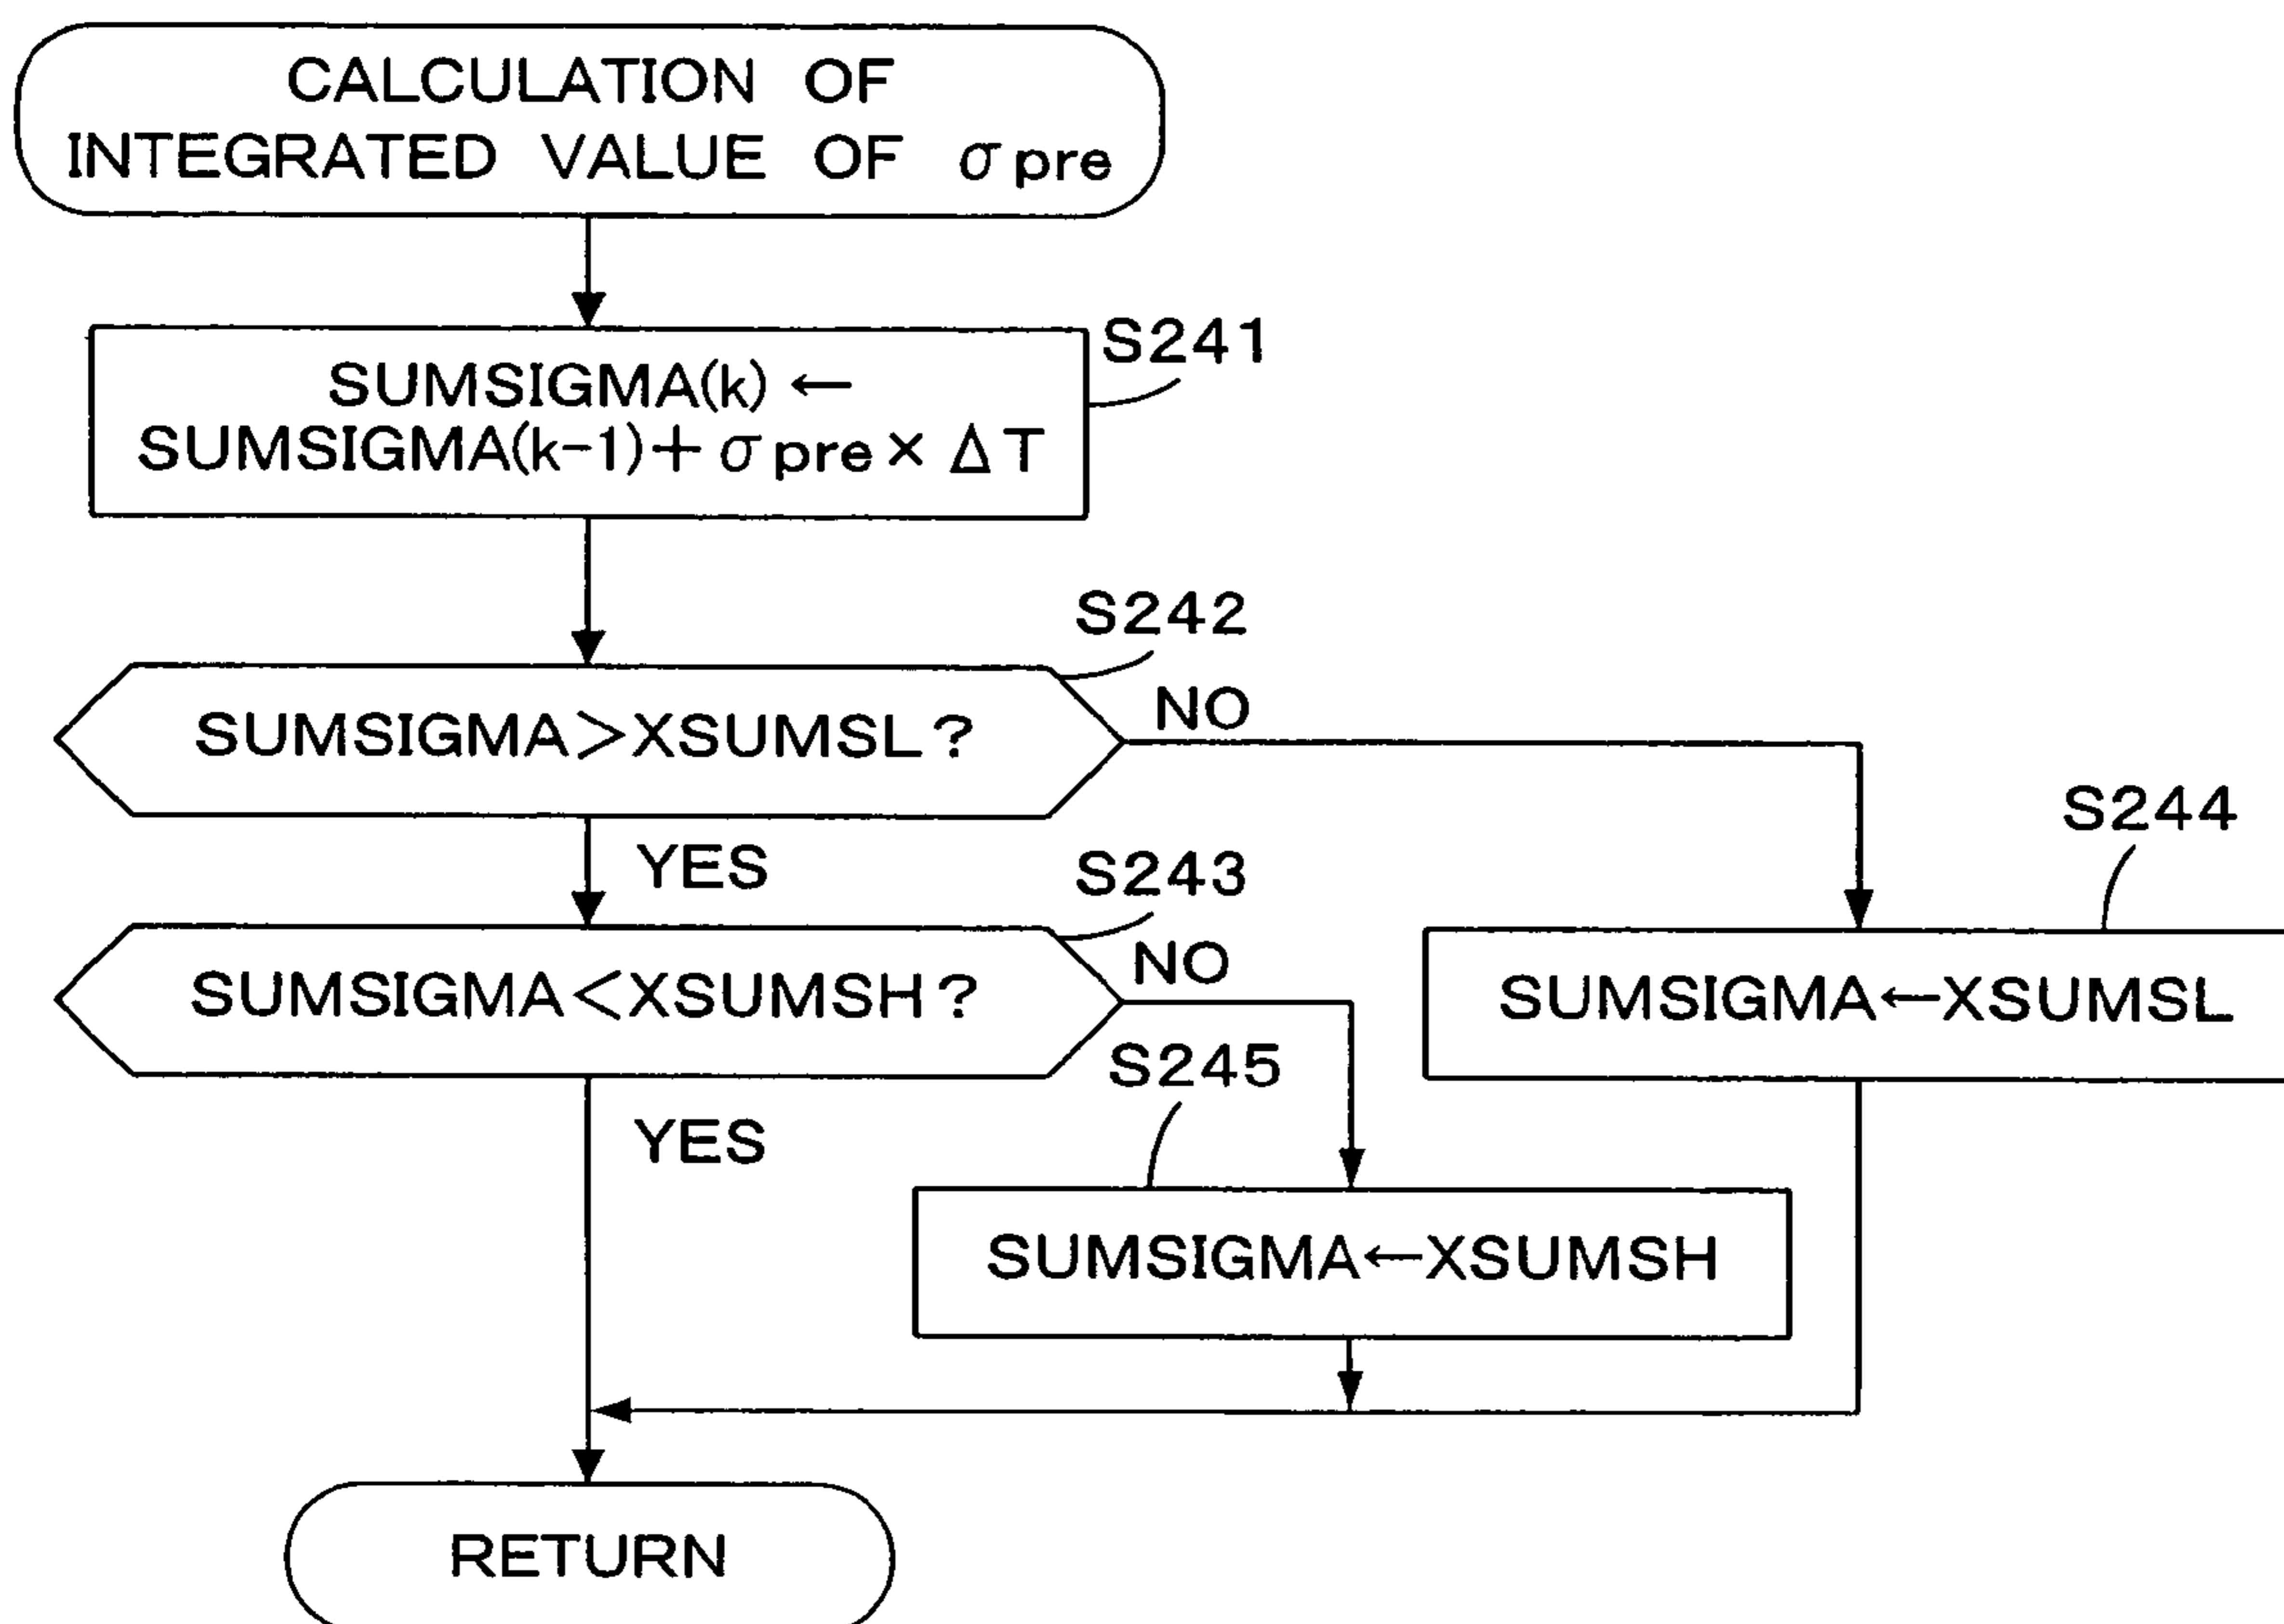 CALCULATION OF
INTEGRATED VALUE OF σpre
S241
SUMSIGMA(k) ←
SUMSIGMA(k-1)+σpre×ΔT
S242
SUMSIGMA>XSUMSL?
NO
YES
S244
S243
SUMSIGMA<XSUMSH?
NO
SUMSIGMA←XSUMSL
S245
YES
SUMSIGMA←XSUMSH
RETURN